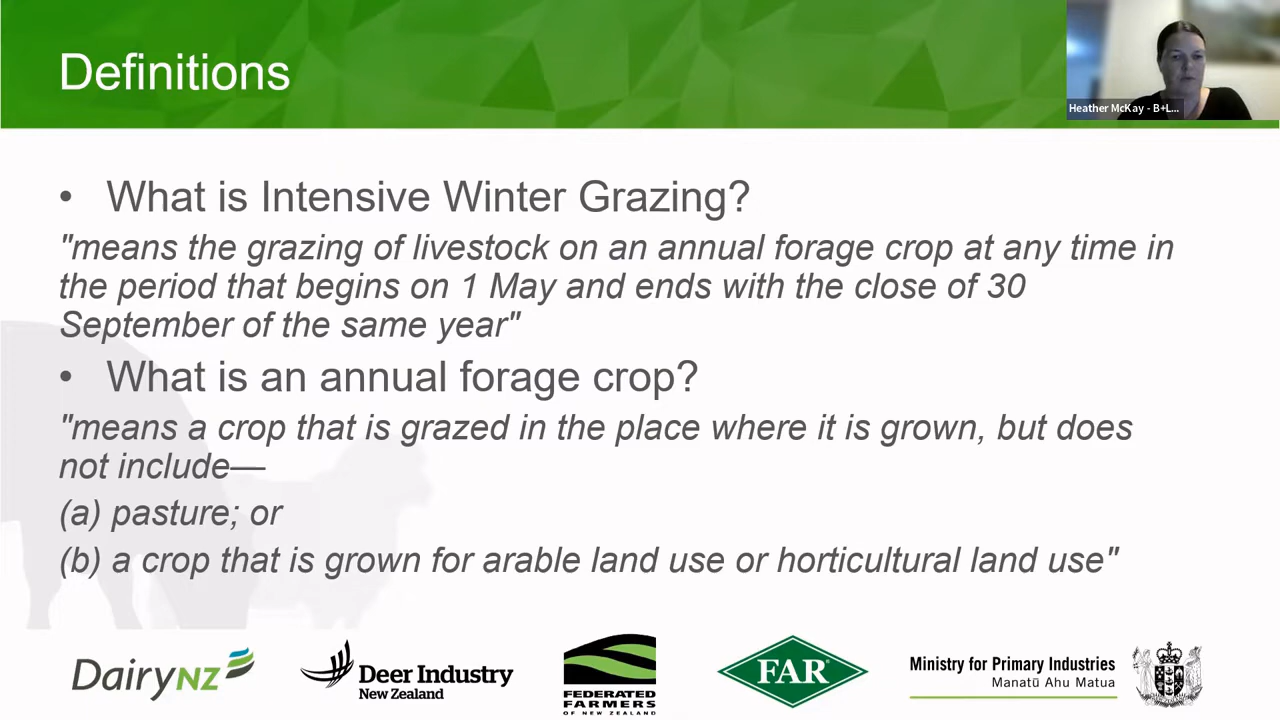 Definitions
Heather McKay - B+L...
• What is Intensive Winter Grazing?
"means the grazing of livestock on an annual forage crop at any time in
the period that begins on 1 May and ends with the close of 30
September of the same year"
• What is an annual forage crop?
"means a crop that is grazed in the place where it is grown, but does
not include—
(a) pasture; or
(b) a crop that is grown for arable land use or horticultural land use"
DairyNZ
Deer Industry
New Zealand
FEDERATED
FARMERS
OF NEW ZEALAND
FAR®
Ministry for Primary Industries
Manatū Ahu Matua